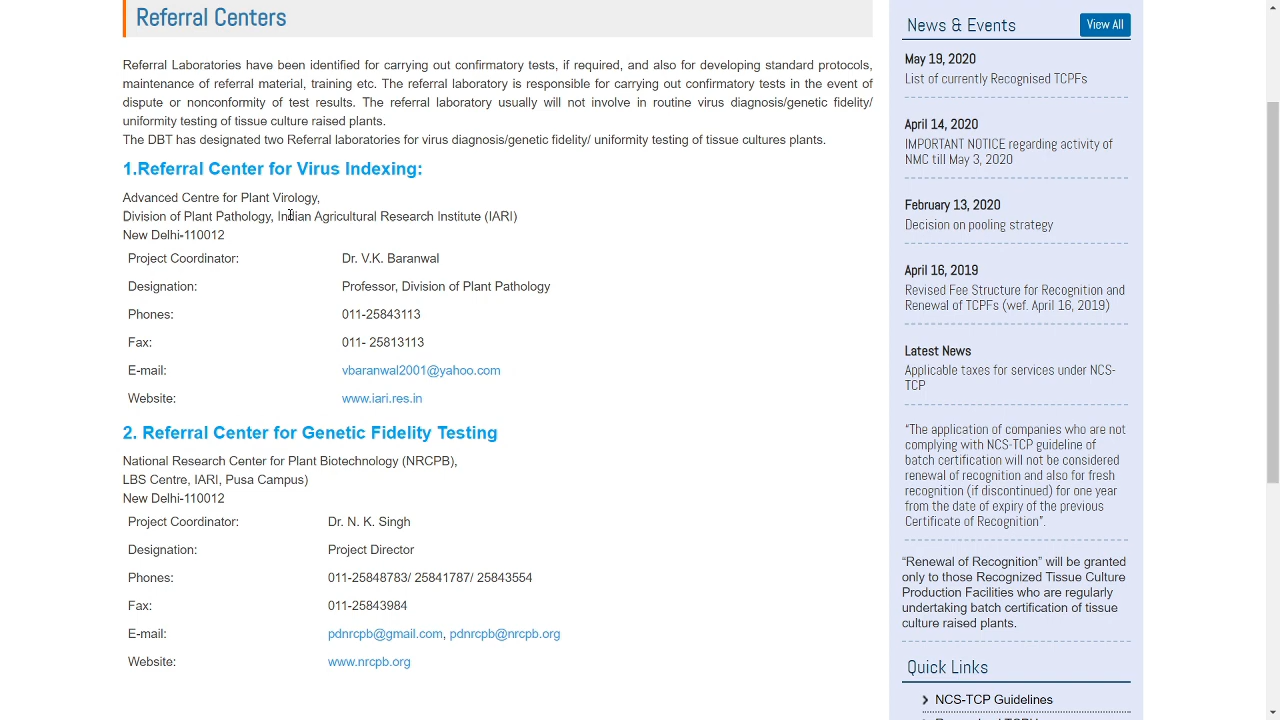 Referral Centers
Referral Laboratories have been identified for carrying out confirmatory tests, if required, and also for developing standard protocols,
maintenance of referral material, training etc. The referral laboratory is responsible for carrying out confirmatory tests in the event of
dispute or nonconformity of test results. The referral laboratory usually will not involve in routine virus diagnosis/genetic fidelity/
uniformity testing of tissue culture raised plants.
The DBT has designated two Referral laboratories for virus diagnosis/genetic fidelity/ uniformity testing of tissue cultures plants.
1.Referral Center for Virus Indexing:
Advanced Centre for Plant Virology,
Division of Plant Pathology, Indian Agricultural Research Institute (IARI)
New Delhi-110012
Project Coordinator: Dr. V.K. Baranwal
Designation: Professor, Division of Plant Pathology
Phones: 011-25843113
Fax: 011- 25813113
E-mail: vbaranwal2001@yahoo.com
Website: www.iari.res.in
2. Referral Center for Genetic Fidelity Testing
National Research Center for Plant Biotechnology (NRCPB),
LBS Centre, IARI, Pusa Campus)
New Delhi-110012
Project Coordinator: Dr. N. K. Singh
Designation: Project Director
Phones: 011-25848783/ 25841787/ 25843554
Fax: 011-25843984
E-mail: pdnrcpb@gmail.com, pdnrcpb@nrcpb.org
Website: www.nrcpb.org
News & Events View All
May 19, 2020
List of currently Recognised TCPFs
April 14, 2020
IMPORTANT NOTICE regarding activity of
NMC till May 3, 2020
February 13, 2020
Decision on pooling strategy
April 16, 2019
Revised Fee Structure for Recognition and
Renewal of TCPFs (wef. April 16, 2019)
Latest News
Applicable taxes for services under NCS-
TCP
“The application of companies who are not
complying with NCS-TCP guideline of
batch certification will not be considered
renewal of recognition and also for fresh
recognition (if discontinued) for one year
from the date of expiry of the previous
Certificate of Recognition”.
“Renewal of Recognition” will be granted
only to those Recognized Tissue Culture
Production Facilities who are regularly
undertaking batch certification of tissue
culture raised plants.
Quick Links
NCS-TCP Guidelines